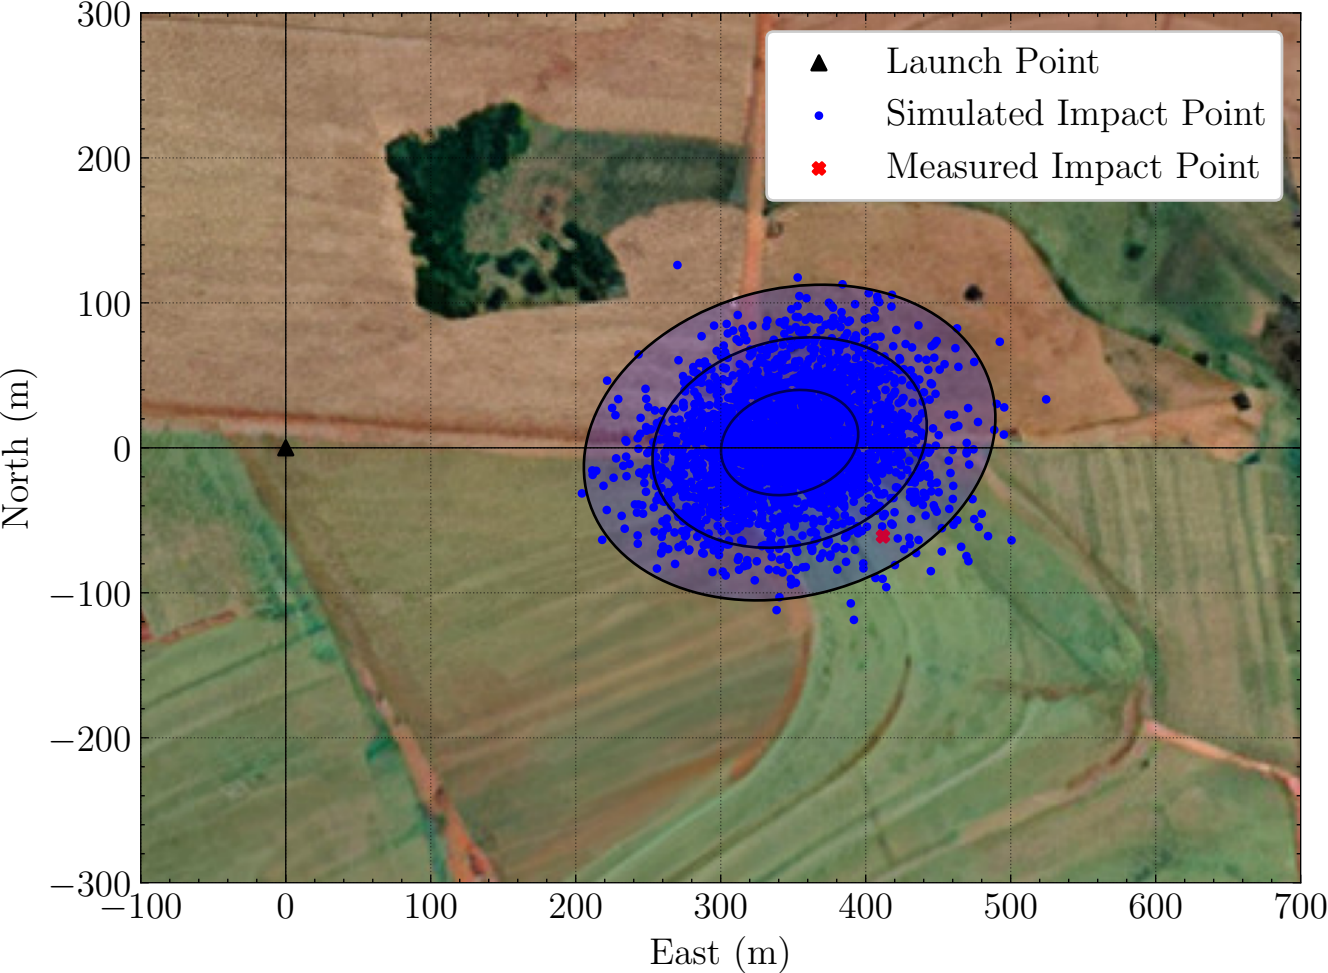 300
200
100
0
−100
−200
−300
North (m)
Launch Point
Simulated Impact Point
Measured Impact Point
−100 0 100 200 300 400 500 600 700
East (m)